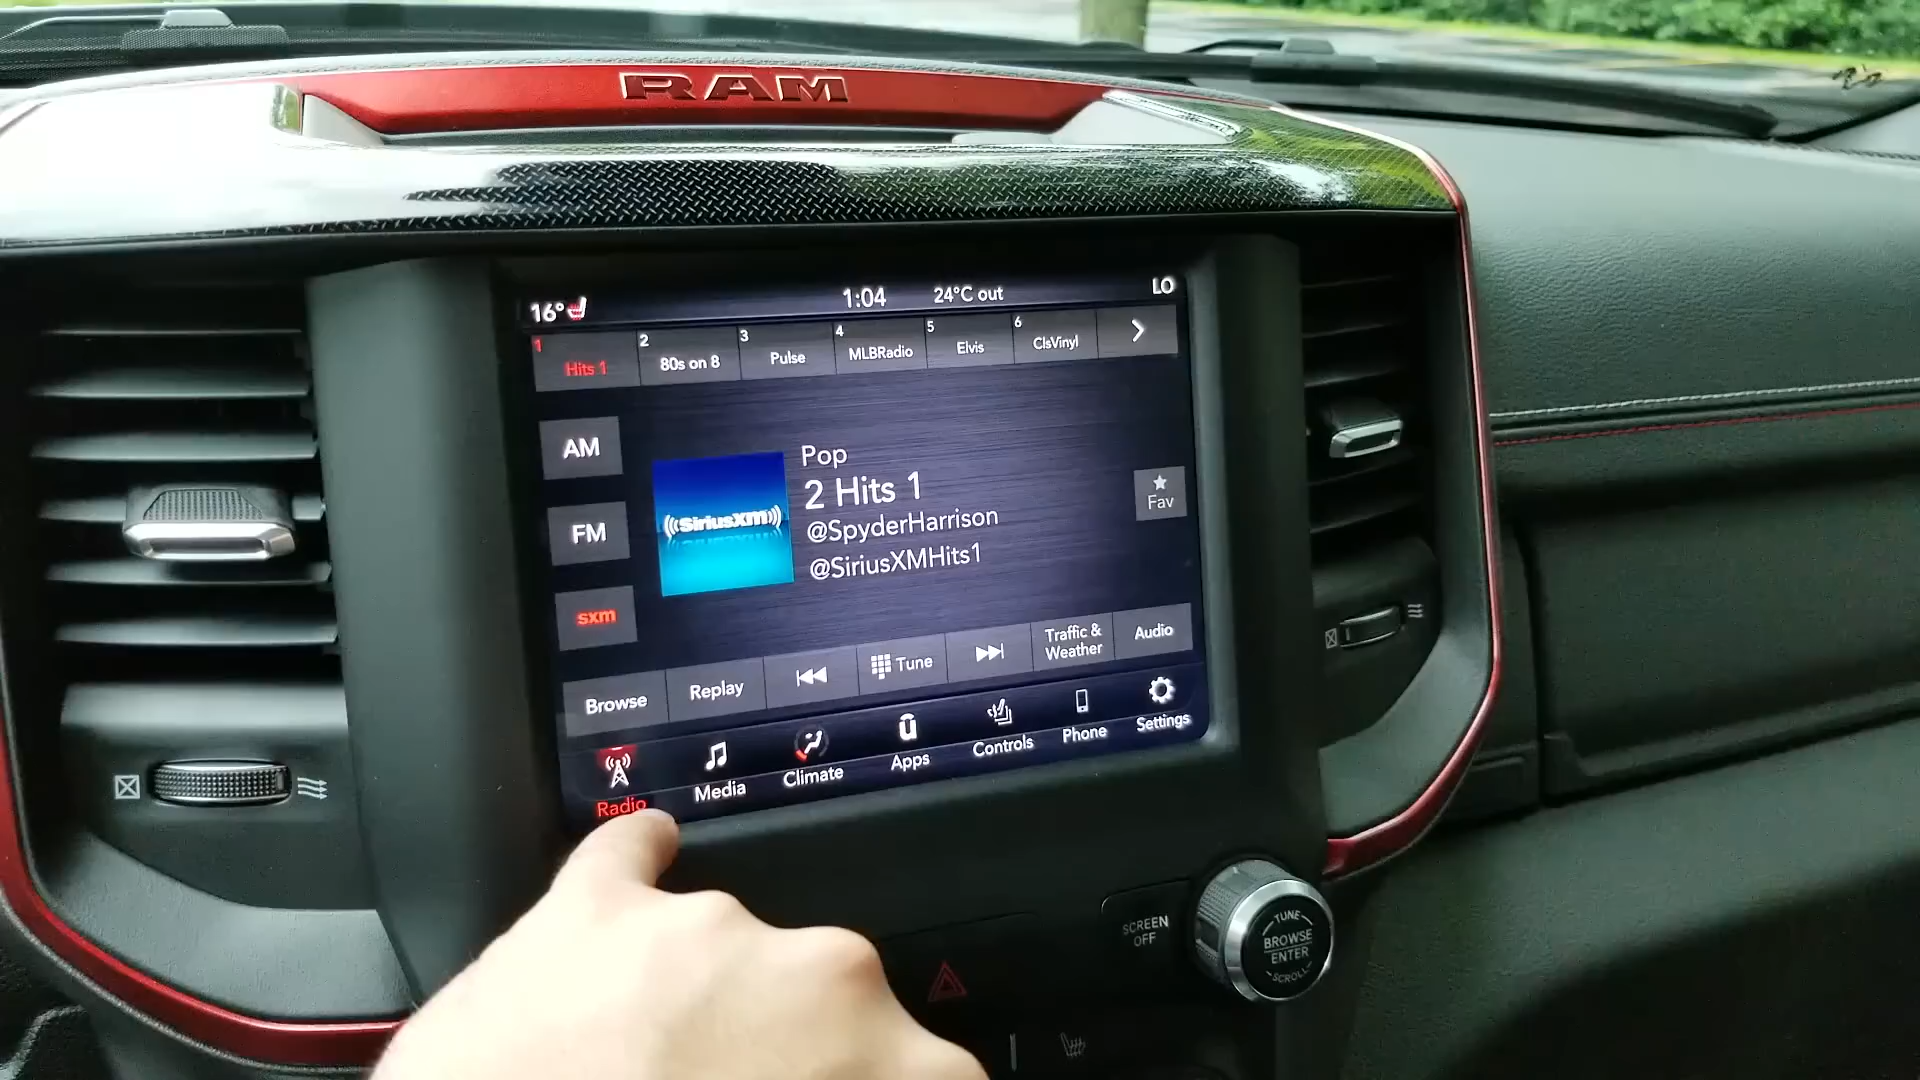 RAM
16°
1:04
24°C out
LO
1
Hits 1
2
80s on 8
3
Pulse
4
MLBRadio
5
Elvis
6
ClsVinyl
AM
FM
sxm
((SiriusXM))
Pop
2 Hits 1
@SpyderHarrison
@SiriusXMHits1
Fav
Browse
Replay
Tune
Traffic &
Weather
Audio
Radio
Media
Climate
Apps
Controls
Phone
Settings
SCREEN
OFF
TUNE
BROWSE
ENTER
SCROLL